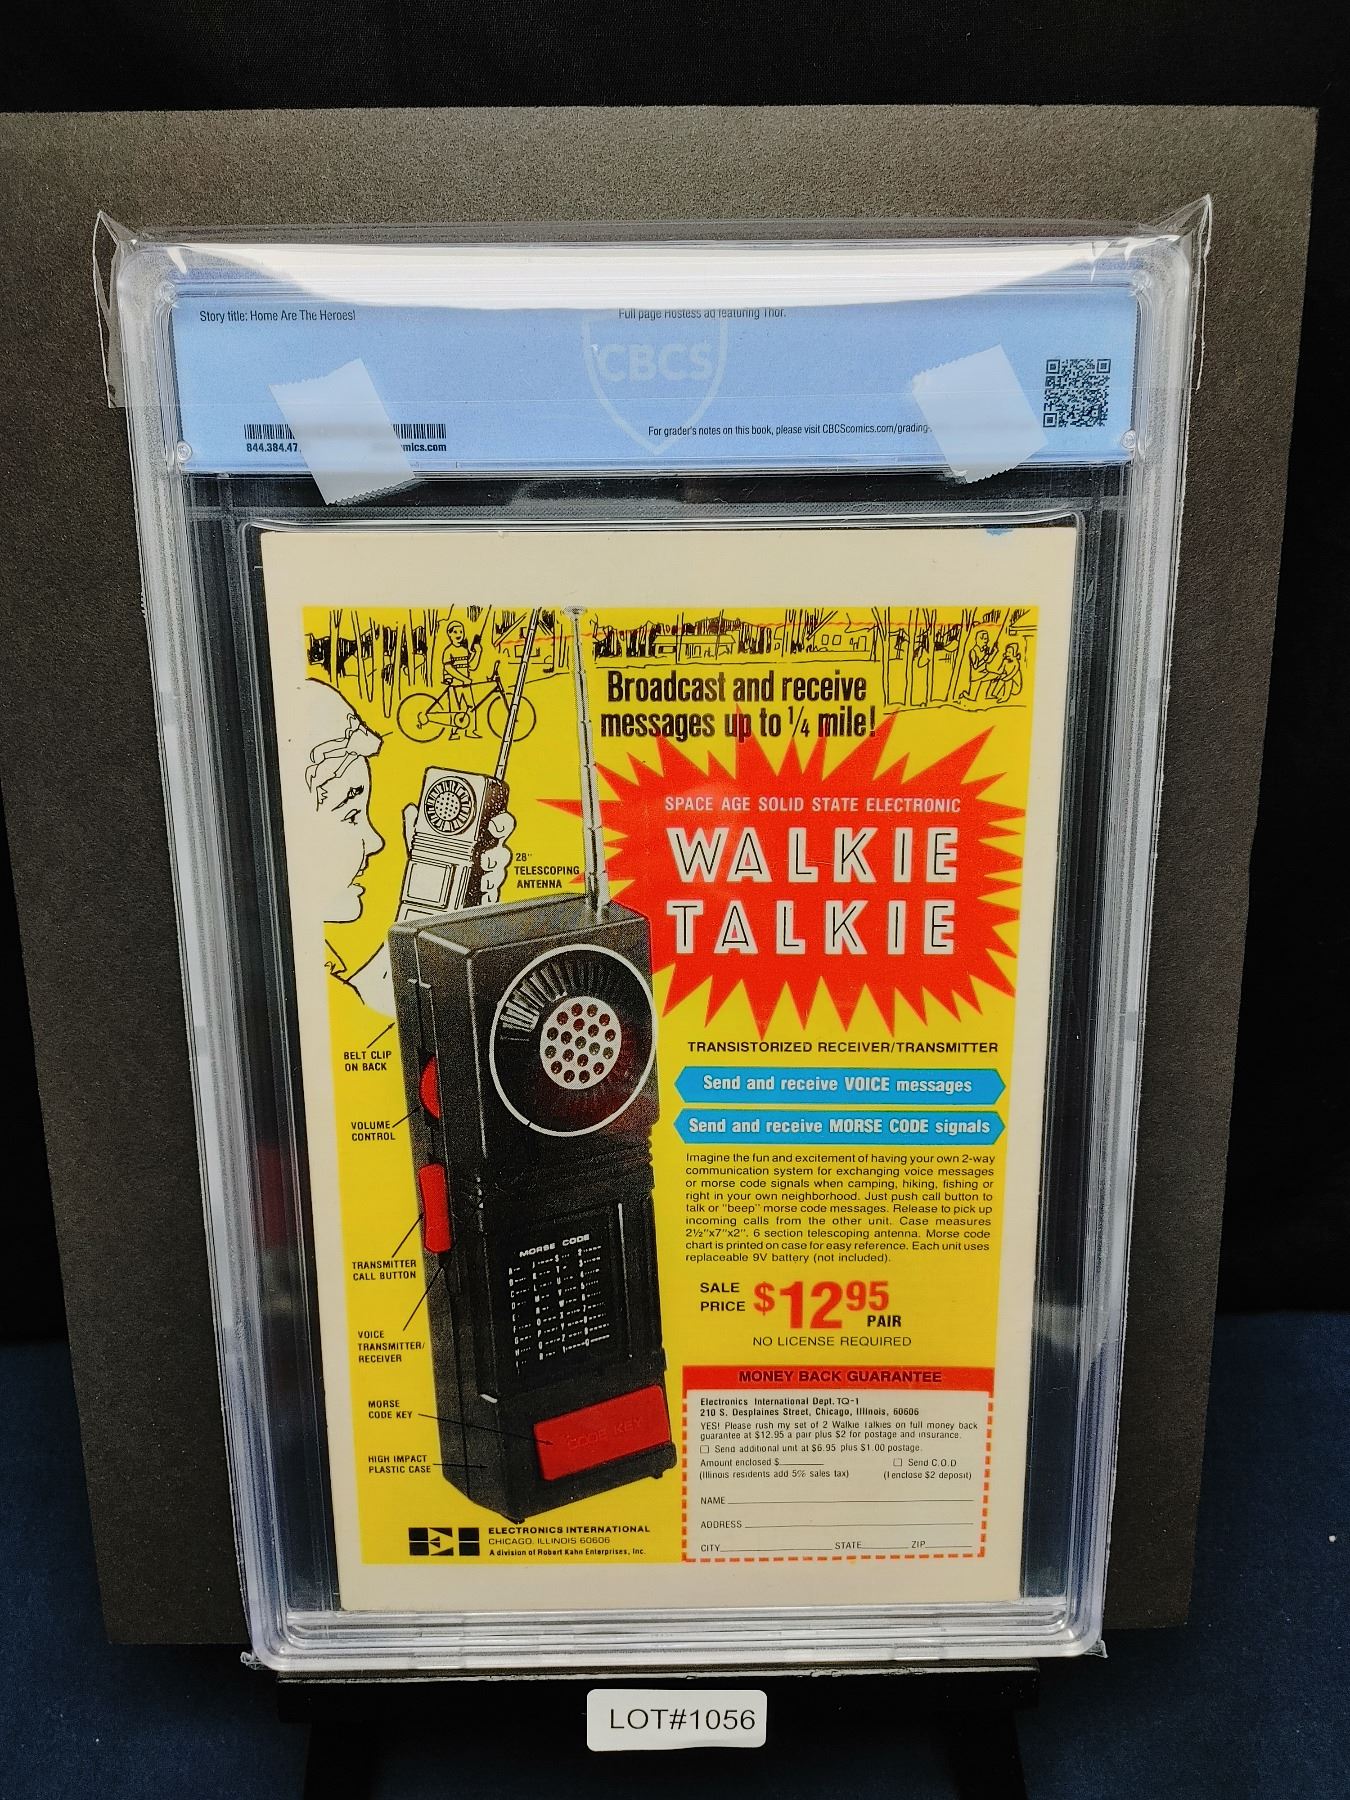 Story title: Home Are The Heroes!
Full page Hostess ad featuring Thor.
CBCS
For grader's notes on this book, please visit CBCScomics.com/grading-
844.384.47
mics.com
Broadcast and receive
messages up to 1/4 mile!
SPACE AGE SOLID STATE ELECTRONIC
WALKIE
TALKIE
28"
TELESCOPING
ANTENNA
TRANSISTORIZED RECEIVER/TRANSMITTER
Send and receive VOICE messages
Send and receive MORSE CODE signals
Imagine the fun and excitement of having your own 2-way
communication system for exchanging voice messages
or morse code signals when camping, hiking, fishing or
right in your own neighborhood. Just push call button to
talk or "beep" morse code messages. Release to pick up
incoming calls from the other unit. Case measures
2½"x7"x2". 6 section telescoping antenna. Morse code
chart is printed on case for easy reference. Each unit uses
replaceable 9V battery (not included).
SALE
PRICE $12.95
PAIR
NO LICENSE REQUIRED
BELT CLIP
ON BACK
VOLUME
CONTROL
TRANSMITTER
CALL BUTTON
VOICE
TRANSMITTER/
RECEIVER
MORSE
CODE KEY
HIGH IMPACT
PLASTIC CASE
MORSE CODE
CODE KEY
MONEY BACK GUARANTEE
Electronics International Dept. TQ-1
210 S. Desplaines Street, Chicago, Illinois, 60606
YES! Please rush my set of 2 Walkie Talkies on full money back
guarantee at $12.95 a pair plus $2 for postage and insurance.
☐ Send additional unit at $6.95 plus $1.00 postage.
Amount enclosed $ ☐ Send C.O.D
(Illinois residents add 5% sales tax) (I enclose $2 deposit)
NAME
ADDRESS
CITY STATE ZIP
ELECTRONICS INTERNATIONAL
CHICAGO, ILLINOIS 60606
A division of Robert Kahn Enterprises, Inc.
LOT#1056